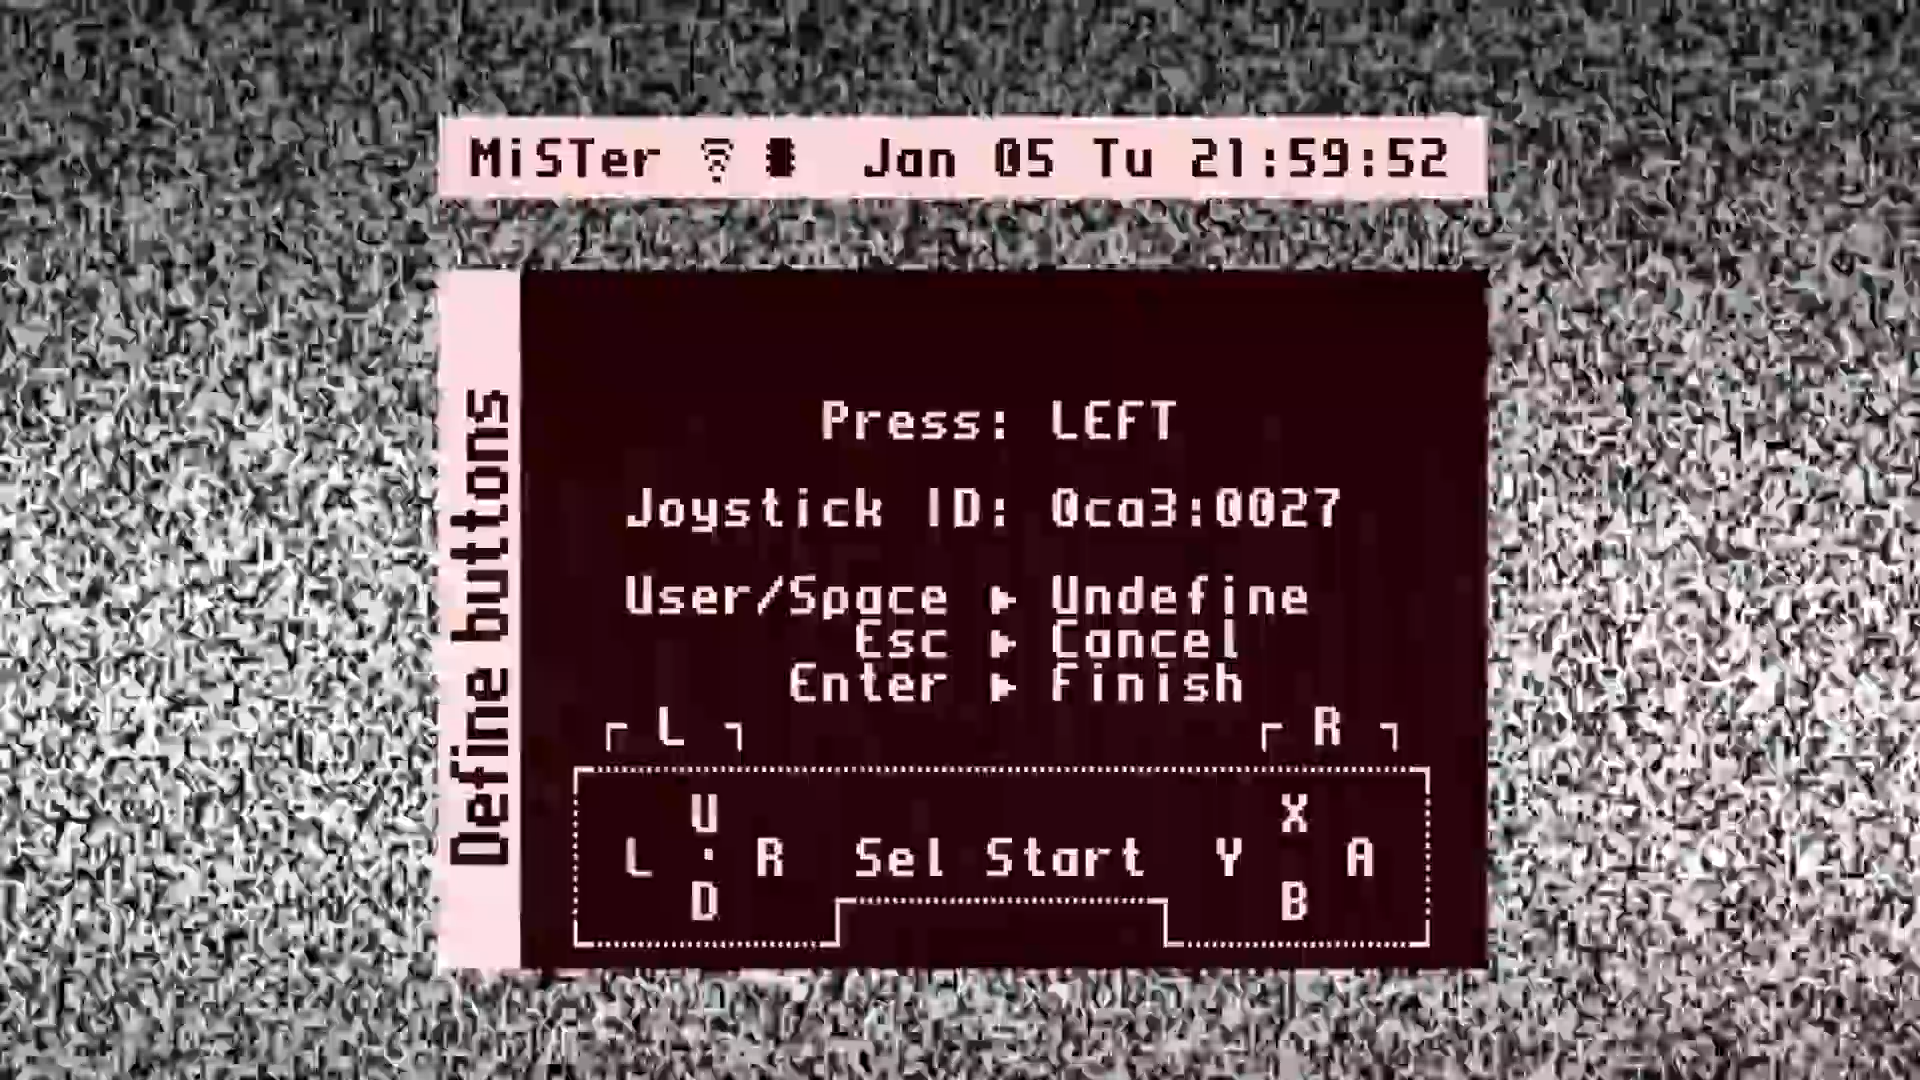 MiSTer Jan 05 Tu 21:59:52
Define buttons
Press: LEFT
Joystick ID: 0ca3:0027
User/Space ▶ Undefine
Esc ▶ Cancel
Enter ▶ Finish
L R
U X
L · R Sel Start Y A
D B